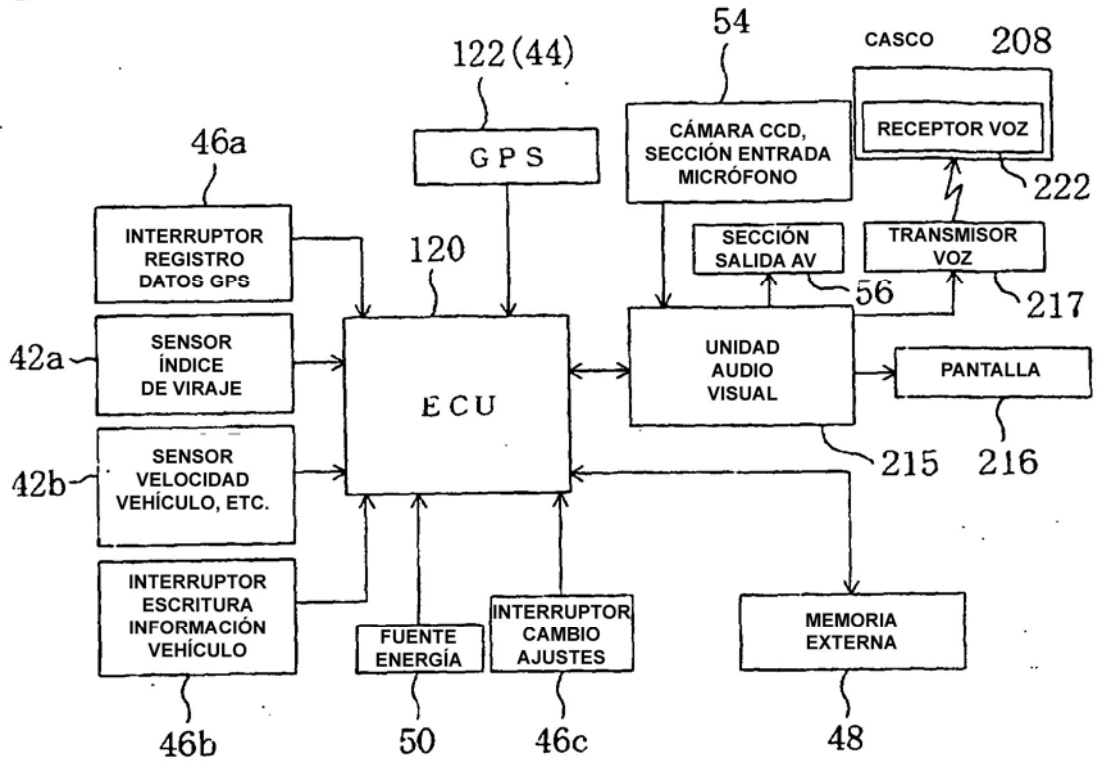 54
CASCO
208
122 (44)
RECEPTOR VOZ
222
CÁMARA CCD,
SECCIÓN ENTRADA
MICRÓFONO
GPS
46a
INTERRUPTOR
REGISTRO
DATOS GPS
120
SECCIÓN
SALIDA AV
56
TRANSMISOR
VOZ
217
42a
SENSOR
ÍNDICE
DE VIRAJE
ECU
UNIDAD
AUDIO
VISUAL
215
PANTALLA
216
42b
SENSOR
VELOCIDAD
VEHÍCULO, ETC.
INTERRUPTOR
ESCRITURA
INFORMACIÓN
VEHÍCULO
46b
FUENTE
ENERGÍA
50
INTERRUPTOR
CAMBIO
AJUSTES
46c
MEMORIA
EXTERNA
48